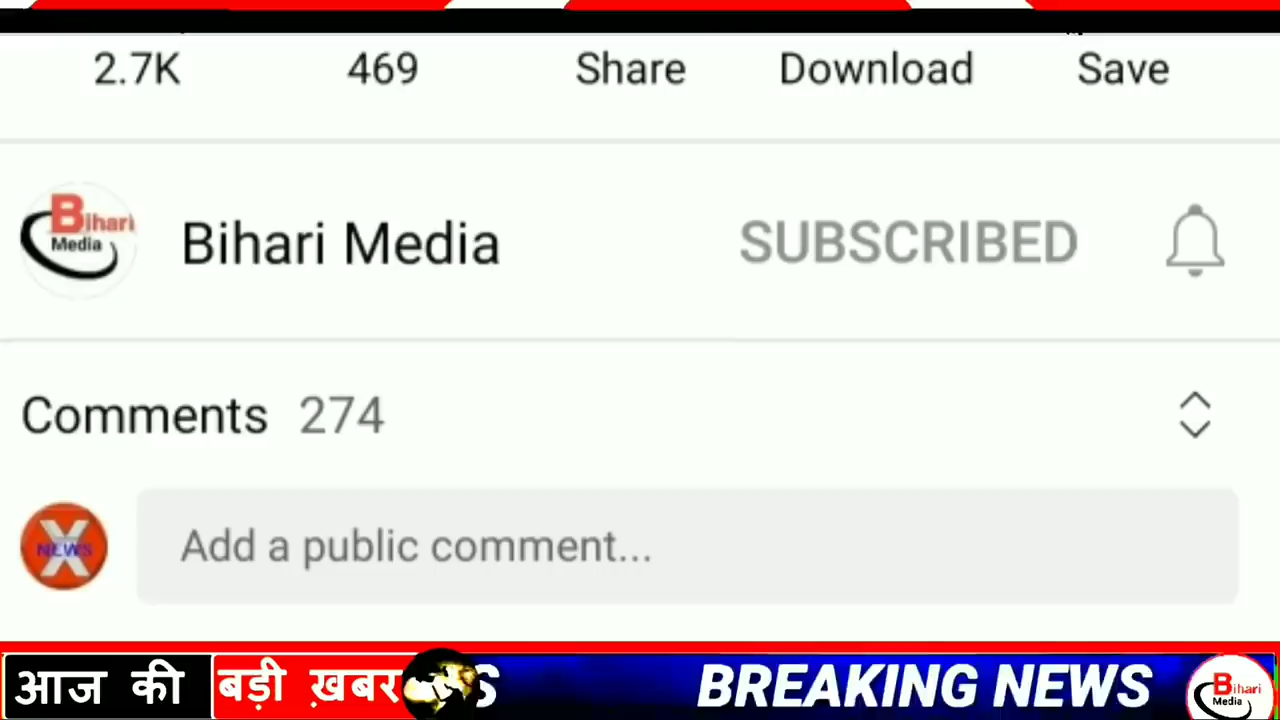 2.7K 469 Share Download Save
Bihari Media Bihari Media SUBSCRIBED
Comments 274
X NEWS Add a public comment...
आज की बड़ी ख़बर S BREAKING NEWS Bihari Media